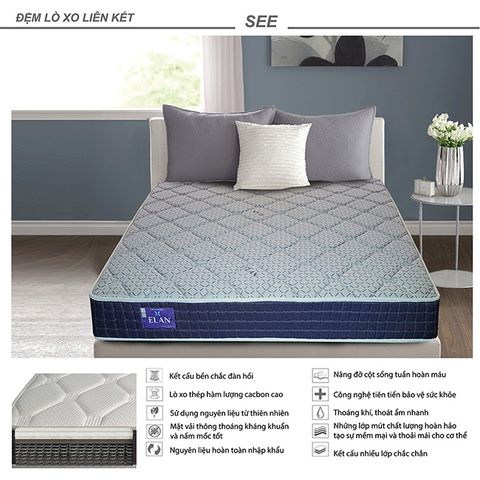 ĐỆM LÒ XO LIÊN KẾT
SEE
ELAN
Kết cấu bền chắc đàn hồi
Lò xo thép hàm lượng cacbon cao
Sử dụng nguyên liệu từ thiên nhiên
Mặt vải thông thoáng kháng khuẩn
và nấm mốc tốt
Nguyên liệu hoàn toàn nhập khẩu
Nâng đỡ cột sống tuần hoàn máu
Công nghệ tiên tiến bảo vệ sức khỏe
Thoáng khí, thoát ẩm nhanh
Những lớp mút chất lượng hoàn hảo
tạo sự mềm mại và thoải mái cho cơ thể
Kết cấu nhiều lớp chắc chắn